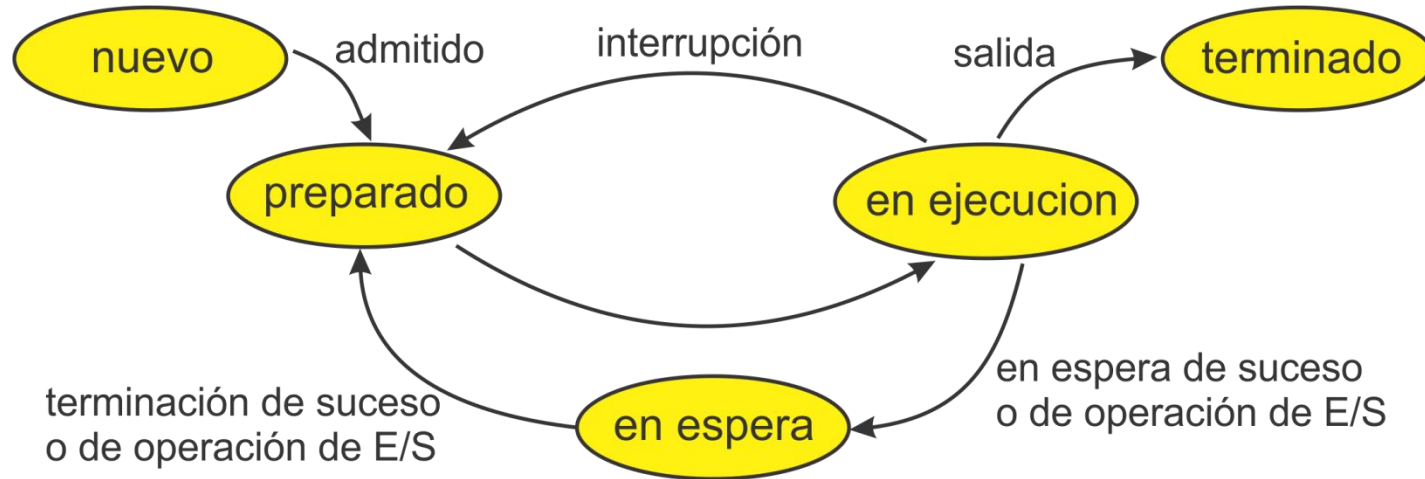 nuevo
admitido
interrupción
salida
terminado
preparado
en ejecucion
terminación de suceso
o de operación de E/S
en espera
en espera de suceso
o de operación de E/S